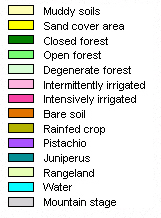 Muddy soils
Sand cover area
Closed forest
Open forest
Degenerate forest
Intermittently irrigated
Intensively irrigated
Bare soil
Rainfed crop
Pistachio
Juniperus
Rangeland
Water
Mountain stage